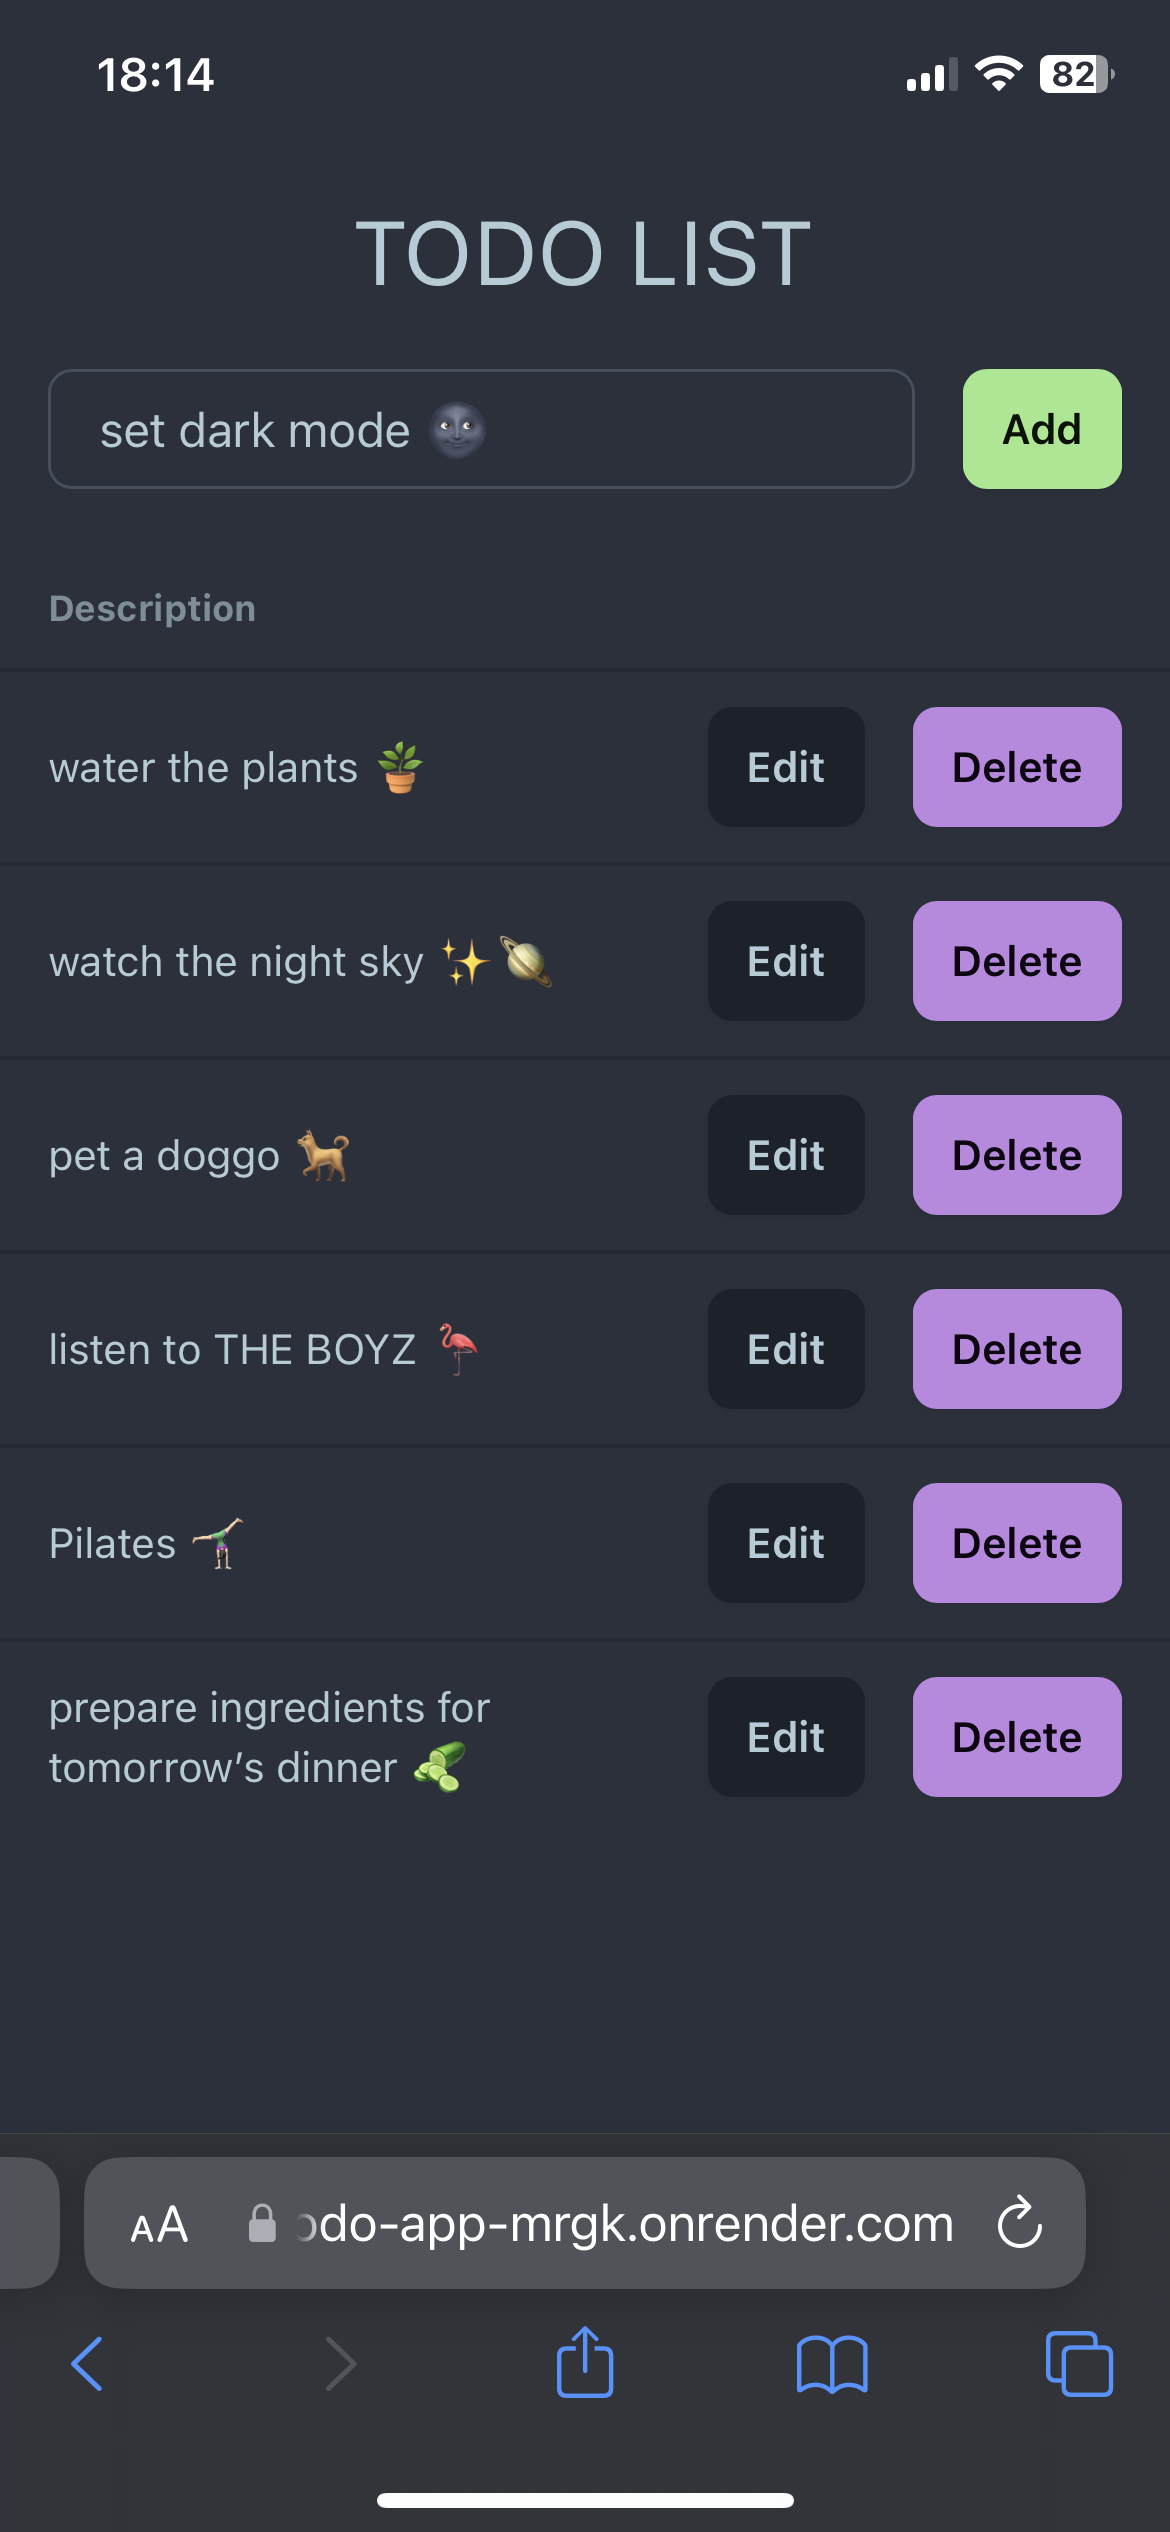 18:14
82
TODO LIST
set dark mode 🌚
Add
Description
water the plants 🪴
Edit
Delete
watch the night sky ✨🪐
Edit
Delete
pet a doggo 🐕
Edit
Delete
listen to THE BOYZ 🦩
Edit
Delete
Pilates 🤸🏻‍♀️
Edit
Delete
prepare ingredients for
tomorrow’s dinner 🥒
Edit
Delete
AA
odo-app-mrgk.onrender.com